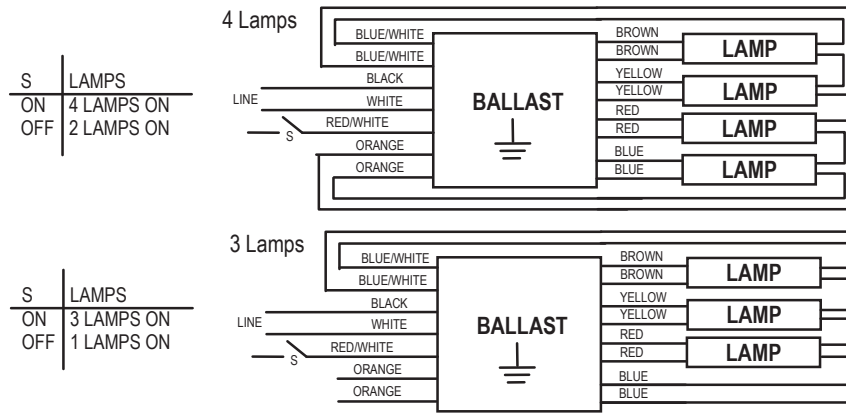 4 Lamps
S LAMPS
ON 4 LAMPS ON
OFF 2 LAMPS ON
BLUE/WHITE
BLUE/WHITE
BLACK
LINE
WHITE
RED/WHITE
S
ORANGE
ORANGE
BALLAST
BROWN
BROWN
YELLOW
YELLOW
RED
RED
BLUE
BLUE
LAMP
LAMP
LAMP
LAMP
3 Lamps
S LAMPS
ON 3 LAMPS ON
OFF 1 LAMPS ON
BLUE/WHITE
BLUE/WHITE
BLACK
LINE
WHITE
RED/WHITE
S
ORANGE
ORANGE
BALLAST
BROWN
BROWN
YELLOW
YELLOW
RED
RED
BLUE
BLUE
LAMP
LAMP
LAMP